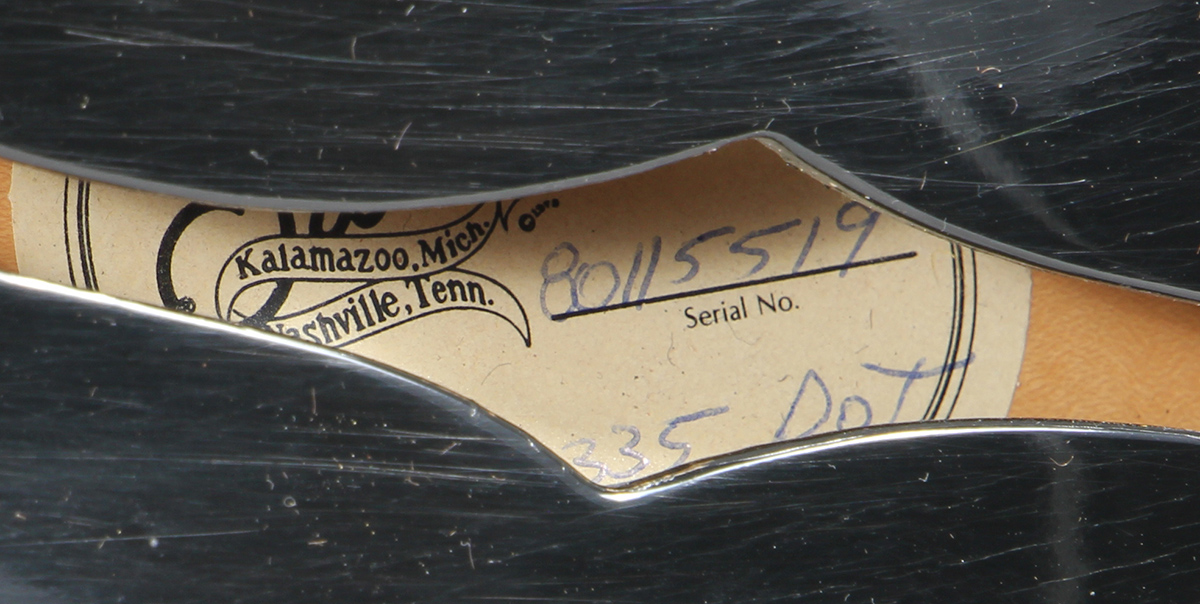 Kalamazoo, Mich.
Nashville, Tenn.
80115519
Serial No.
335 DOT